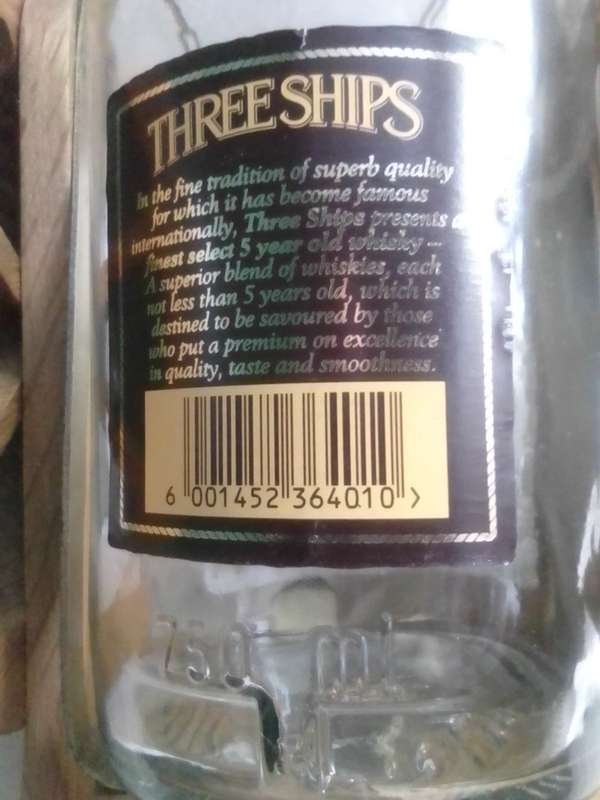 THREE SHIPS
In the fine tradition of superb quality
for which it has become famous
internationally, Three Ships presents a
finest select 5 year old whisky –
A superior blend of whiskies, each
not less than 5 years old, which is
destined to be savoured by those
who put a premium on excellence
in quality, taste and smoothness.
6 001452 364010 >
750 ml